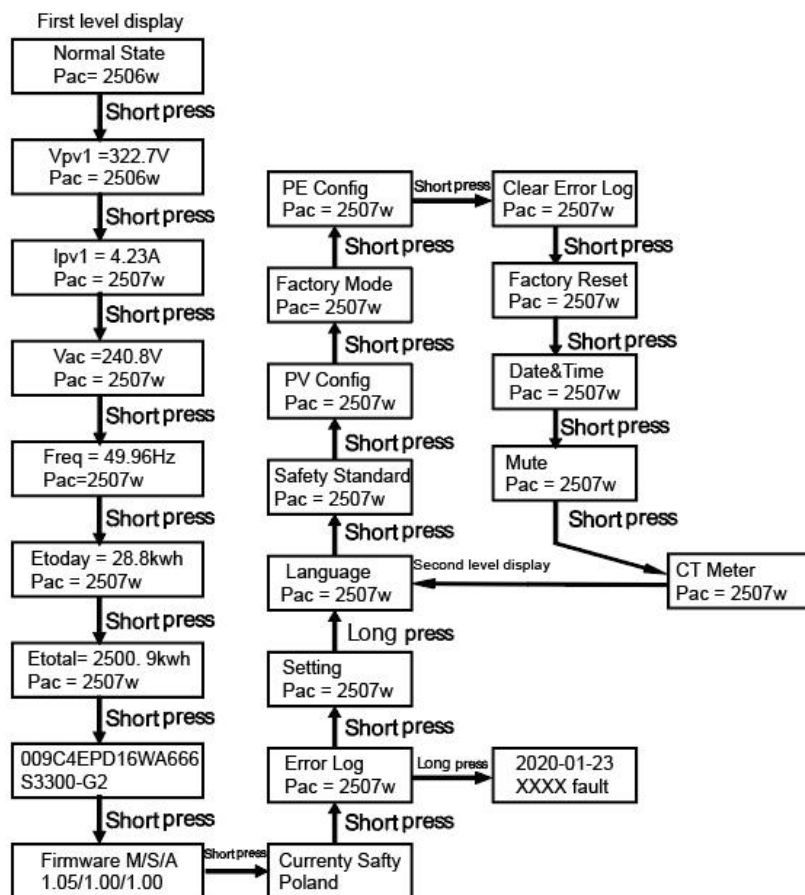 First level display
Normal State
Pac= 2506w
Short press
Vpv1 =322.7V
Pac = 2506w
Short press
Ipv1 = 4.23A
Pac = 2507w
Short press
Vac =240.8V
Pac = 2507w
Short press
Freq = 49.96Hz
Pac=2507w
Short press
Etoday = 28.8kwh
Pac = 2507w
Short press
Etotal= 2500. 9kwh
Pac = 2507w
Short press
009C4EPD16WA666
S3300-G2
Short press
Firmware M/S/A
1.05/1.00/1.00
Short press
Currenty Safty
Poland
Short press
Error Log
Pac = 2507w
Long press
2020-01-23
XXXX fault
Short press
Setting
Pac = 2507w
Long press
Language
Pac = 2507w
Short press
Safety Standard
Pac = 2507w
Short press
PV Config
Pac = 2507w
Short press
Factory Mode
Pac= 2507w
Short press
PE Config
Pac = 2507w
Short press
Clear Error Log
Pac = 2507w
Short press
Factory Reset
Pac = 2507w
Short press
Date&Time
Pac = 2507w
Short press
Mute
Pac = 2507w
Short press
CT Meter
Pac = 2507w
Second level display